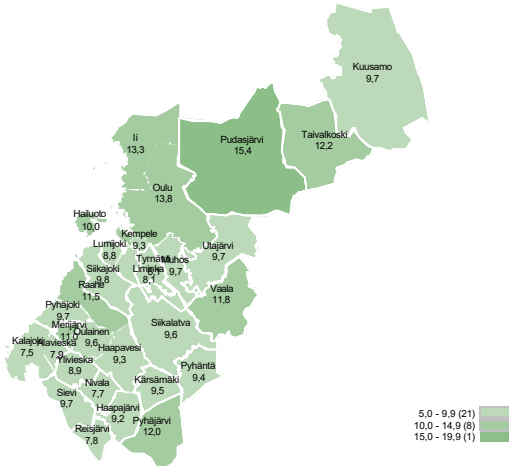 Kuusamo
9,7
Taivalkoski
12,2
Pudasjärvi
15,4
Ii
13,3
Oulu
13,8
Hailuoto
10,0
Kempele
9,3
Lumijoki
8,8
Tyrnävä
Muhos
9,7
Liminka
8,1
Utajärvi
9,7
Siikajoki
9,8
Raahe
11,5
Vaala
11,8
Pyhäjoki
9,7
Merijärvi
11,0
Oulainen
9,6
Siikalatva
9,6
Kalajoki
7,5
Alavieska
7,9
Haapavesi
9,3
Ylivieska
8,9
Pyhäntä
9,4
Nivala
7,7
Kärsämäki
9,5
Sievi
9,7
Haapajärvi
9,2
Pyhäjärvi
12,0
Reisjärvi
7,8
5,0 - 9,9 (21)
10,0 - 14,9 (8)
15,0 - 19,9 (1)